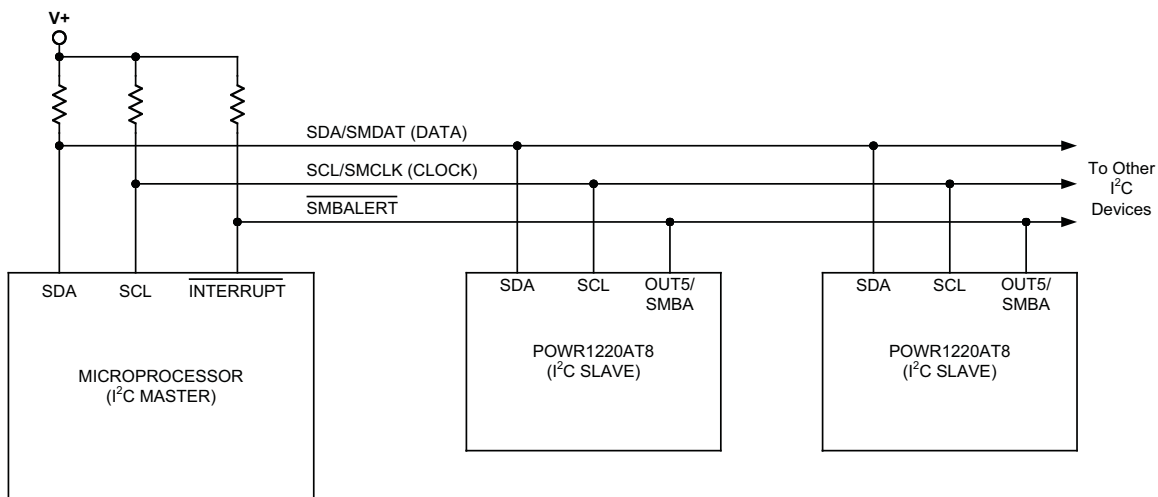 V+
SDA/SMDAT (DATA)
SCL/SMCLK (CLOCK)
SMBALERT
To Other
I²C
Devices
SDA SCL INTERRUPT
MICROPROCESSOR
(I²C MASTER)
SDA SCL OUT5/
SMBA
POWR1220AT8
(I²C SLAVE)
SDA SCL OUT5/
SMBA
POWR1220AT8
(I²C SLAVE)